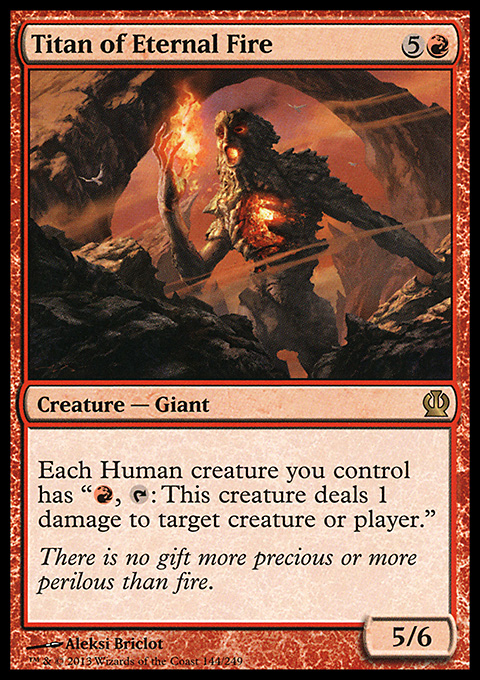 Titan of Eternal Fire 5
Creature — Giant
Each Human creature you control
has “, : This creature deals 1
damage to target creature or player.”
There is no gift more precious or more
perilous than fire.
Aleksi Briclot
5/6
™ & © 2013 Wizards of the Coast 144/249